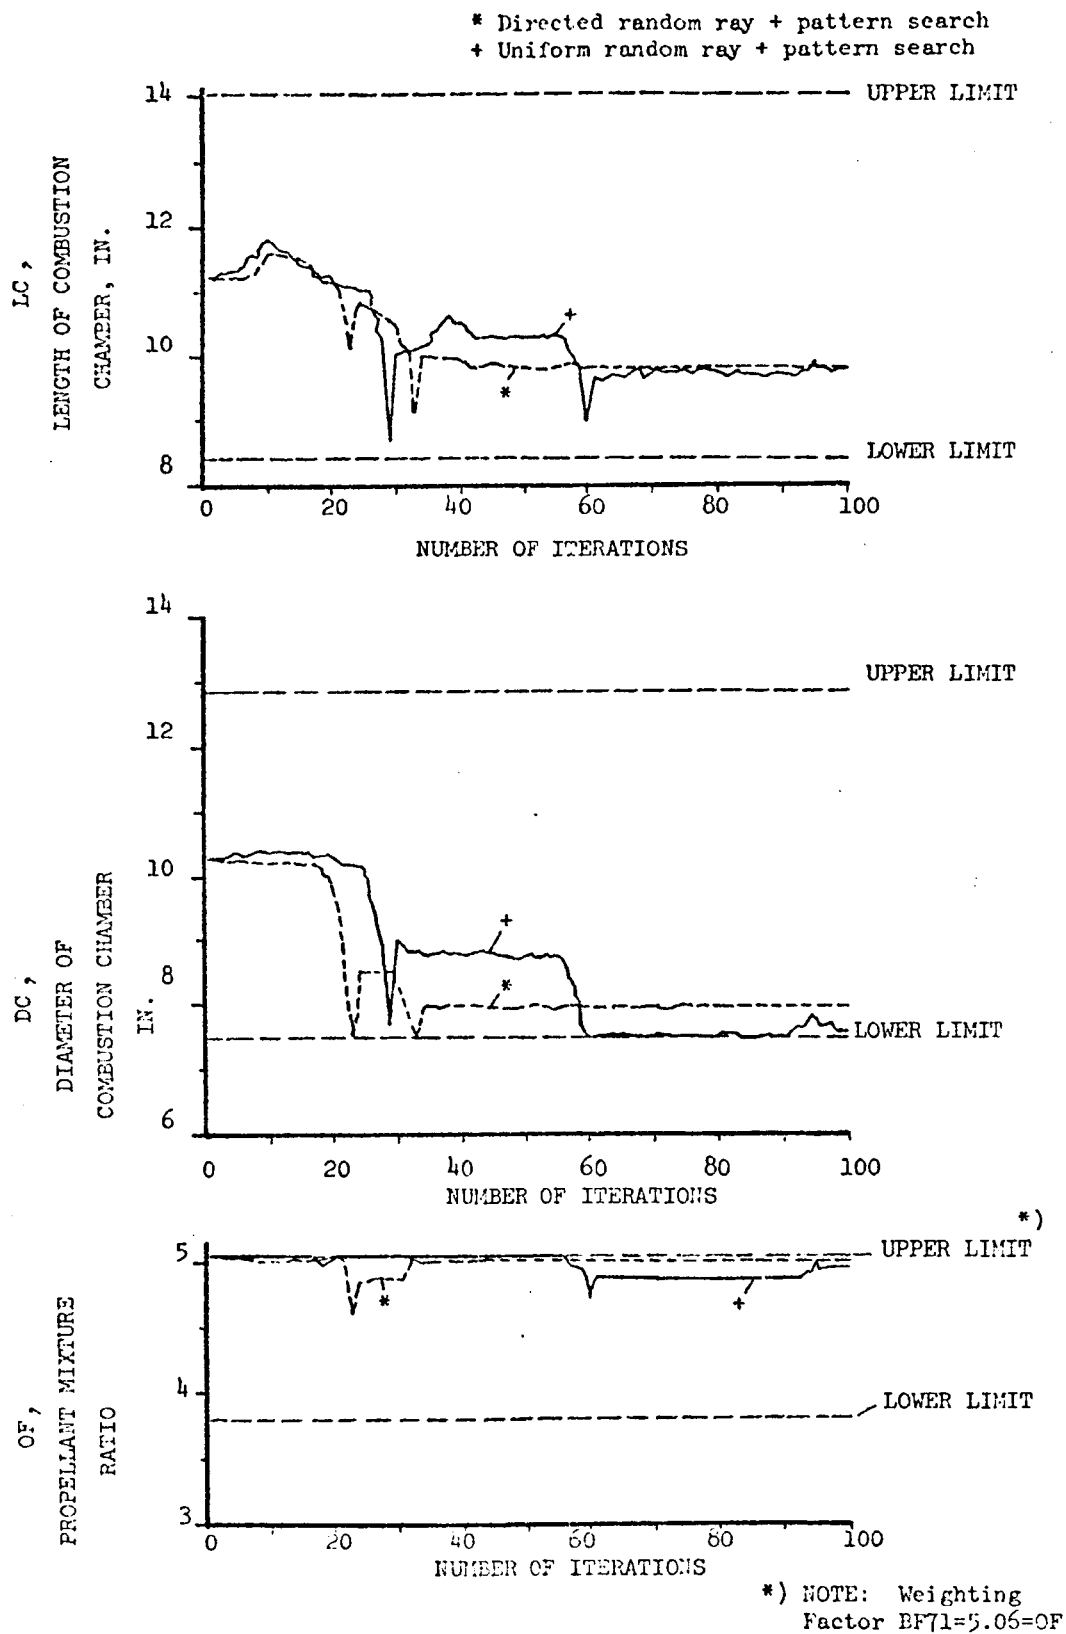 * Directed random ray + pattern search
+ Uniform random ray + pattern search
14
UPPER LIMIT
12
10
8
LC,
LENGTH OF COMBUSTION
CHAMBER, IN.
+
*
LOWER LIMIT
0 20 40 60 80 100
NUMBER OF ITERATIONS
14
UPPER LIMIT
12
10
8
6
DC,
DIAMETER OF
COMBUSTION CHAMBER
IN.
+
*
LOWER LIMIT
0 20 40 60 80 100
NUMBER OF ITERATIONS
*)
5
UPPER LIMIT
4
3
OF,
PROPELLANT MIXTURE
RATIO
*
+
LOWER LIMIT
0 20 40 60 80 100
NUMBER OF ITERATIONS
*) NOTE: Weighting
Factor BF71=5.06=OF